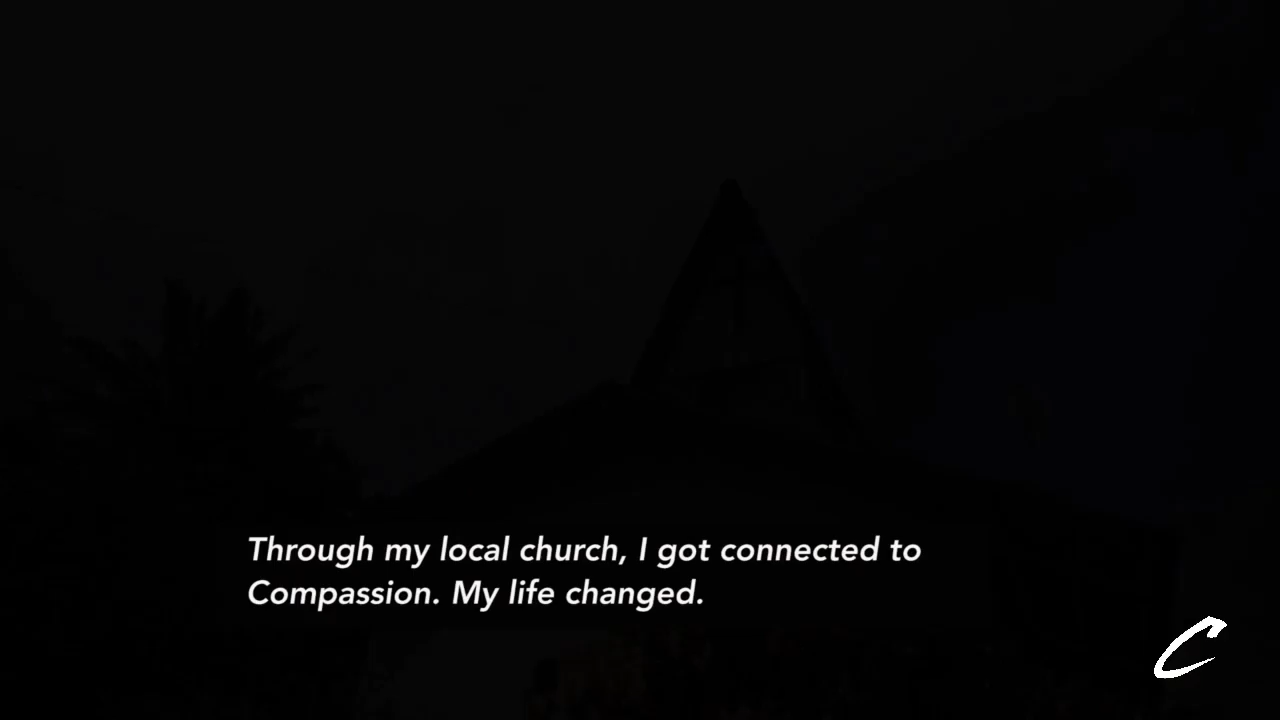 Through my local church, I got connected to
Compassion. My life changed.
C